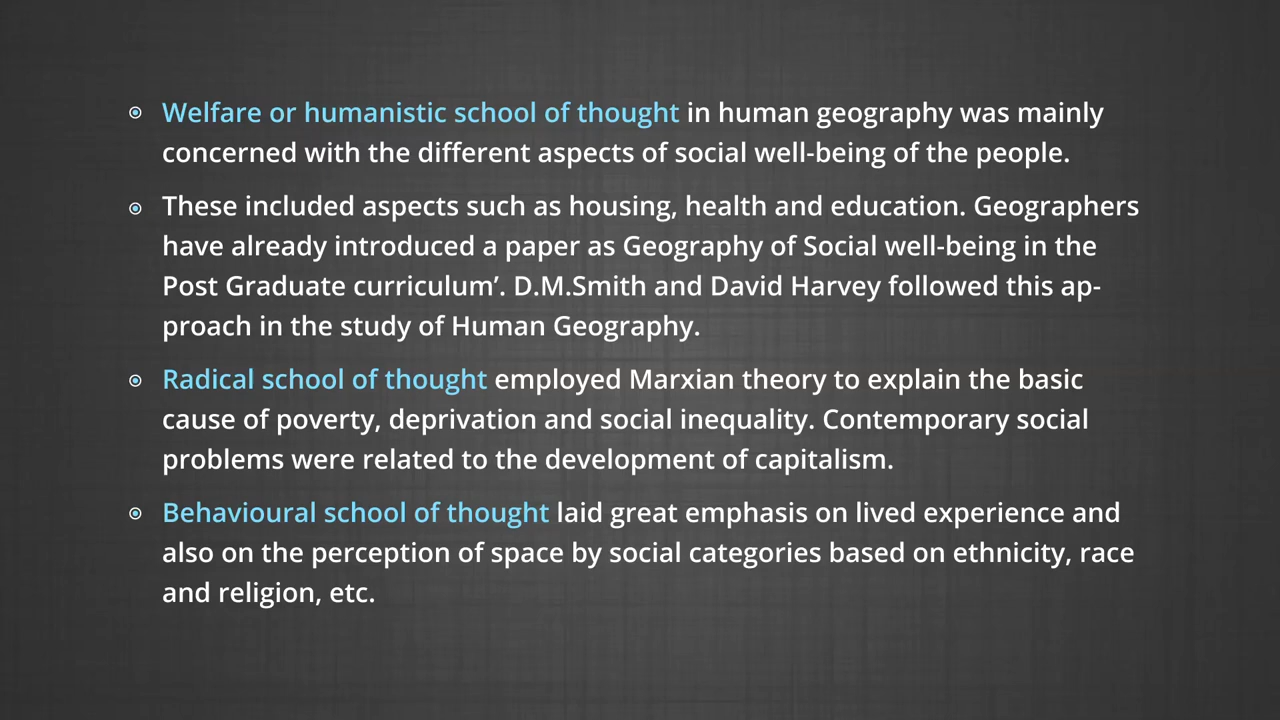 Welfare or humanistic school of thought in human geography was mainly
concerned with the different aspects of social well-being of the people.
These included aspects such as housing, health and education. Geographers
have already introduced a paper as Geography of Social well-being in the
Post Graduate curriculum’. D.M.Smith and David Harvey followed this ap-
proach in the study of Human Geography.
Radical school of thought employed Marxian theory to explain the basic
cause of poverty, deprivation and social inequality. Contemporary social
problems were related to the development of capitalism.
Behavioural school of thought laid great emphasis on lived experience and
also on the perception of space by social categories based on ethnicity, race
and religion, etc.